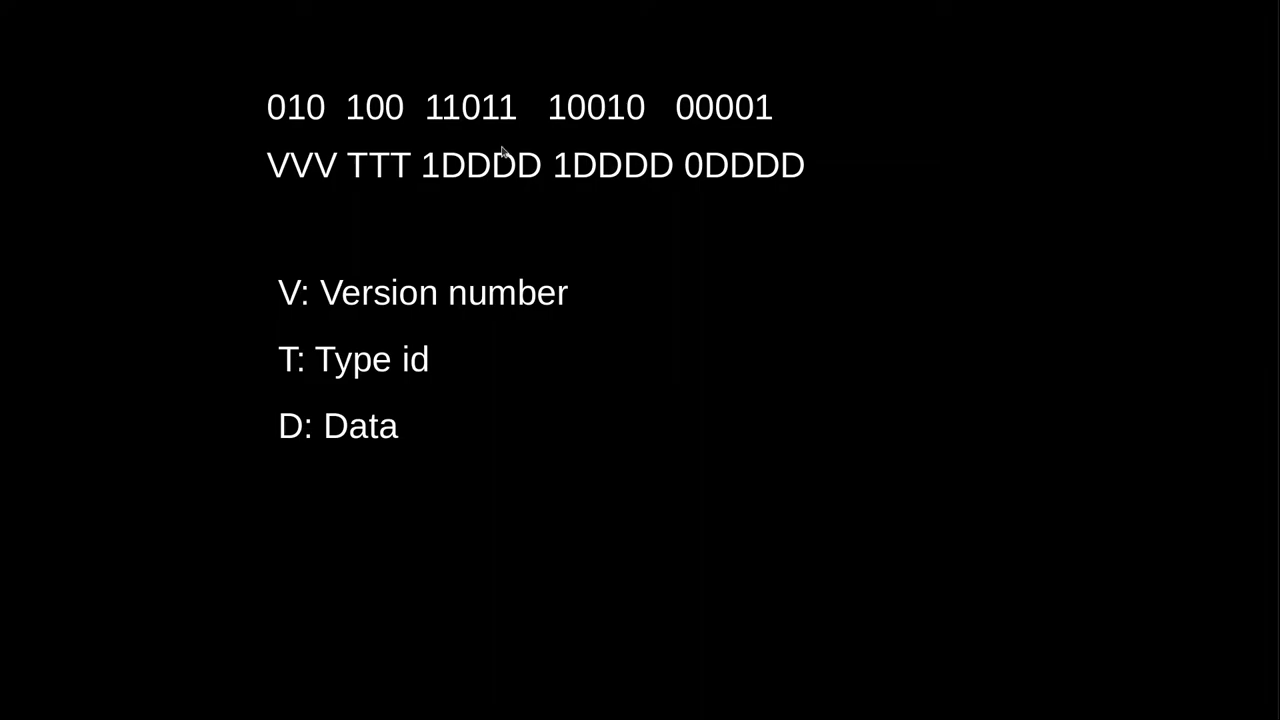 010 100 11011 10010 00001
VVV TTT 1DDDD 1DDDD 0DDDD
V: Version number
T: Type id
D: Data